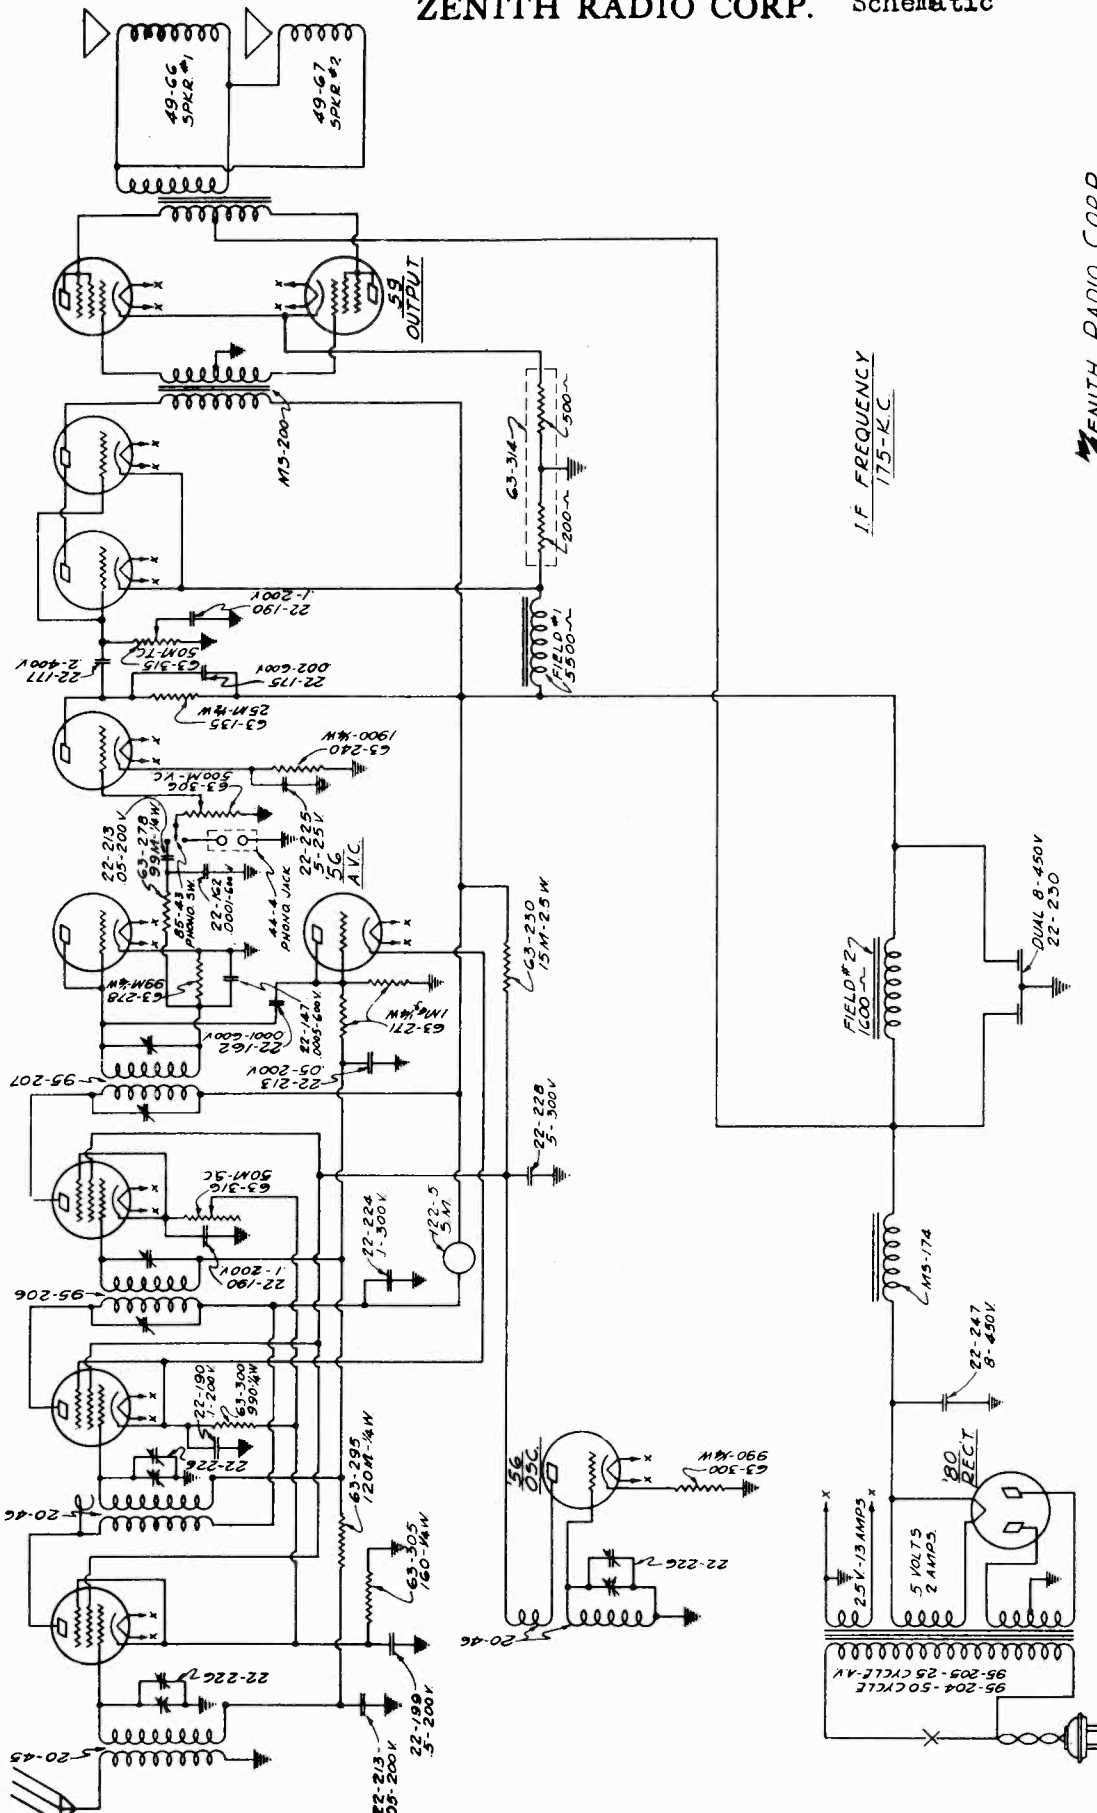 ZENITH RADIO CORP. Schematic
49-66
SPKR. #1
49-67
SPKR. #2
59
OUTPUT
MS-200
63-314
500 Ω
200 Ω
I.F. FREQUENCY
175-K.C.
ZENITH RADIO CORP.
22-177
.2-400V
63-315
50M-TC
22-190
.1-200V
22-175
.002-600V
63-135
25M-½W
FIELD #1
5500 Ω
63-240
1900-¼W
63-306
500M-VC
22-225
5-25V.
22-213
.05-200V
63-278
99M-¼W
85-43
PHONO. SW.
22-162
.0001-600V
44-4
PHONO. JACK
'56
A.V.C.
63-278
99M-¼W
22-147
.0005-600V.
22-162
.0001-600V
63-271
1Meg ¼W
22-213
.05-200V
63-230
15M-2.5W.
95-207
22-228
.5-300V
63-316
50M-S.C.
22-190
.1-200V
22-224
.1-300V.
122-5
S.M.
95-206
22-190
.1-200V.
63-300
990-¼W
22-226
20-46
63-295
120M-¼W
63-305
160-¼W
22-226
22-199
.5-200V.
22-213
.05-200V
20-45
'56
OSC.
63-300
990-¼W
22-226
20-46
FIELD #2
1600 Ω
DUAL 8-450V
22-230
MS-174
22-247
8-450V.
'80
RECT
2.5V-13 AMPS
5 VOLTS
2 AMPS.
95-204-50 CYCLE
95-205-25 CYCLE-A.V.